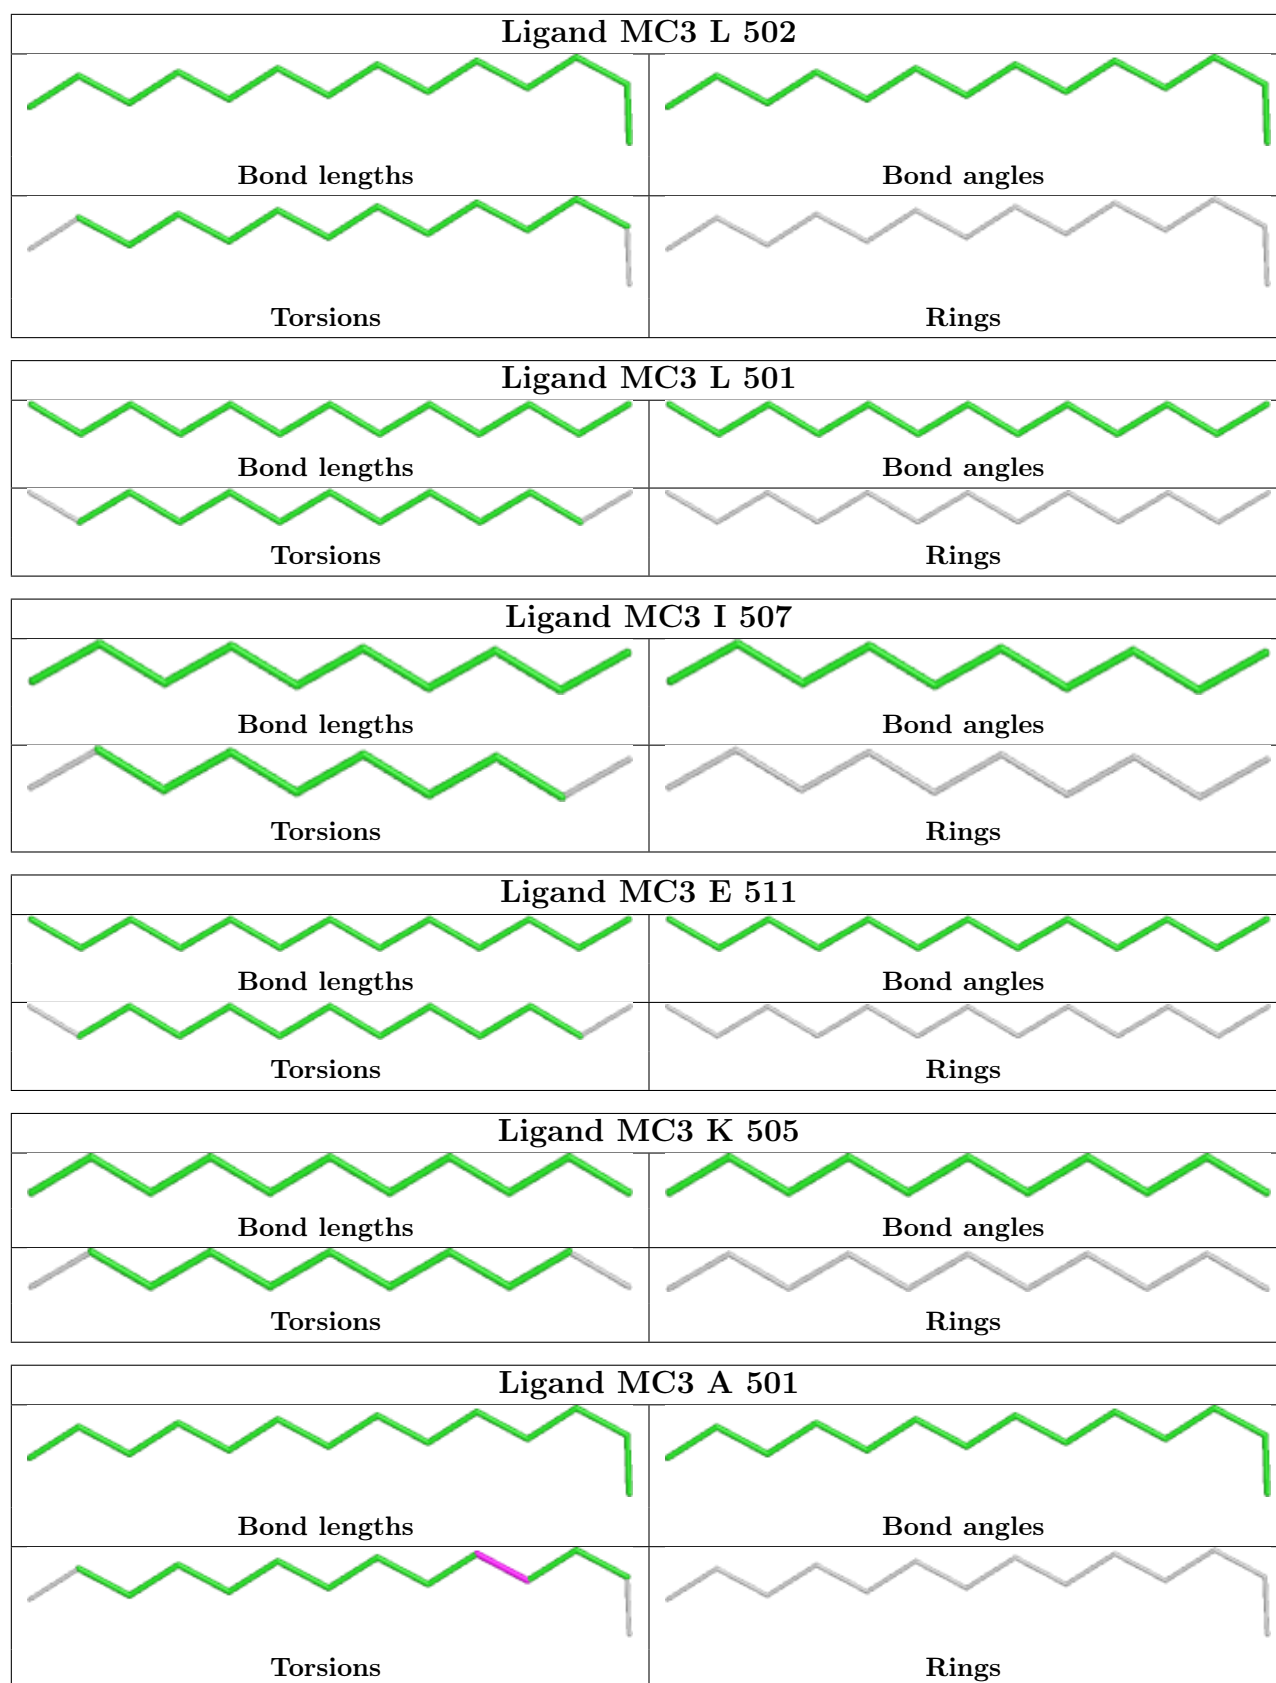 Ligand MC3 L 502
Bond lengths Bond angles
Torsions Rings
Ligand MC3 L 501
Bond lengths Bond angles
Torsions Rings
Ligand MC3 I 507
Bond lengths Bond angles
Torsions Rings
Ligand MC3 E 511
Bond lengths Bond angles
Torsions Rings
Ligand MC3 K 505
Bond lengths Bond angles
Torsions Rings
Ligand MC3 A 501
Bond lengths Bond angles
Torsions Rings